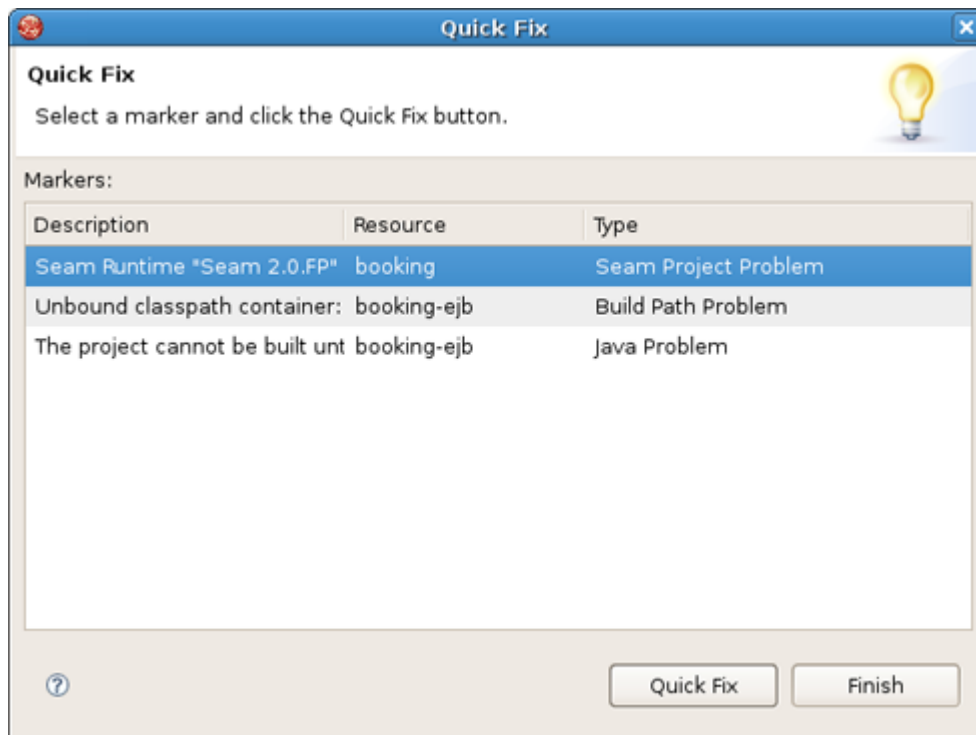 Quick Fix
Quick Fix
Select a marker and click the Quick Fix button.
Markers:
Description Resource Type
Seam Runtime "Seam 2.0.FP" booking Seam Project Problem
Unbound classpath container: booking-ejb Build Path Problem
The project cannot be built unt booking-ejb Java Problem
Quick Fix Finish